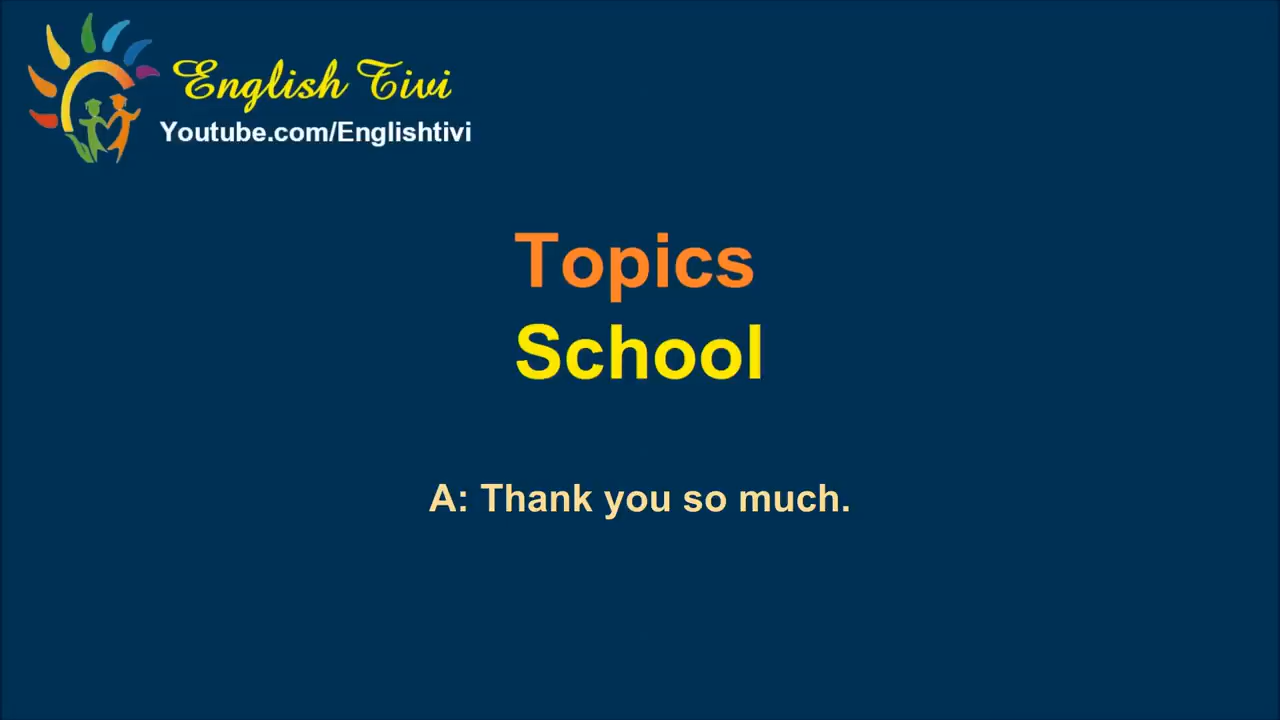 English Tivi
Youtube.com/Englishtivi
Topics
School
A: Thank you so much.